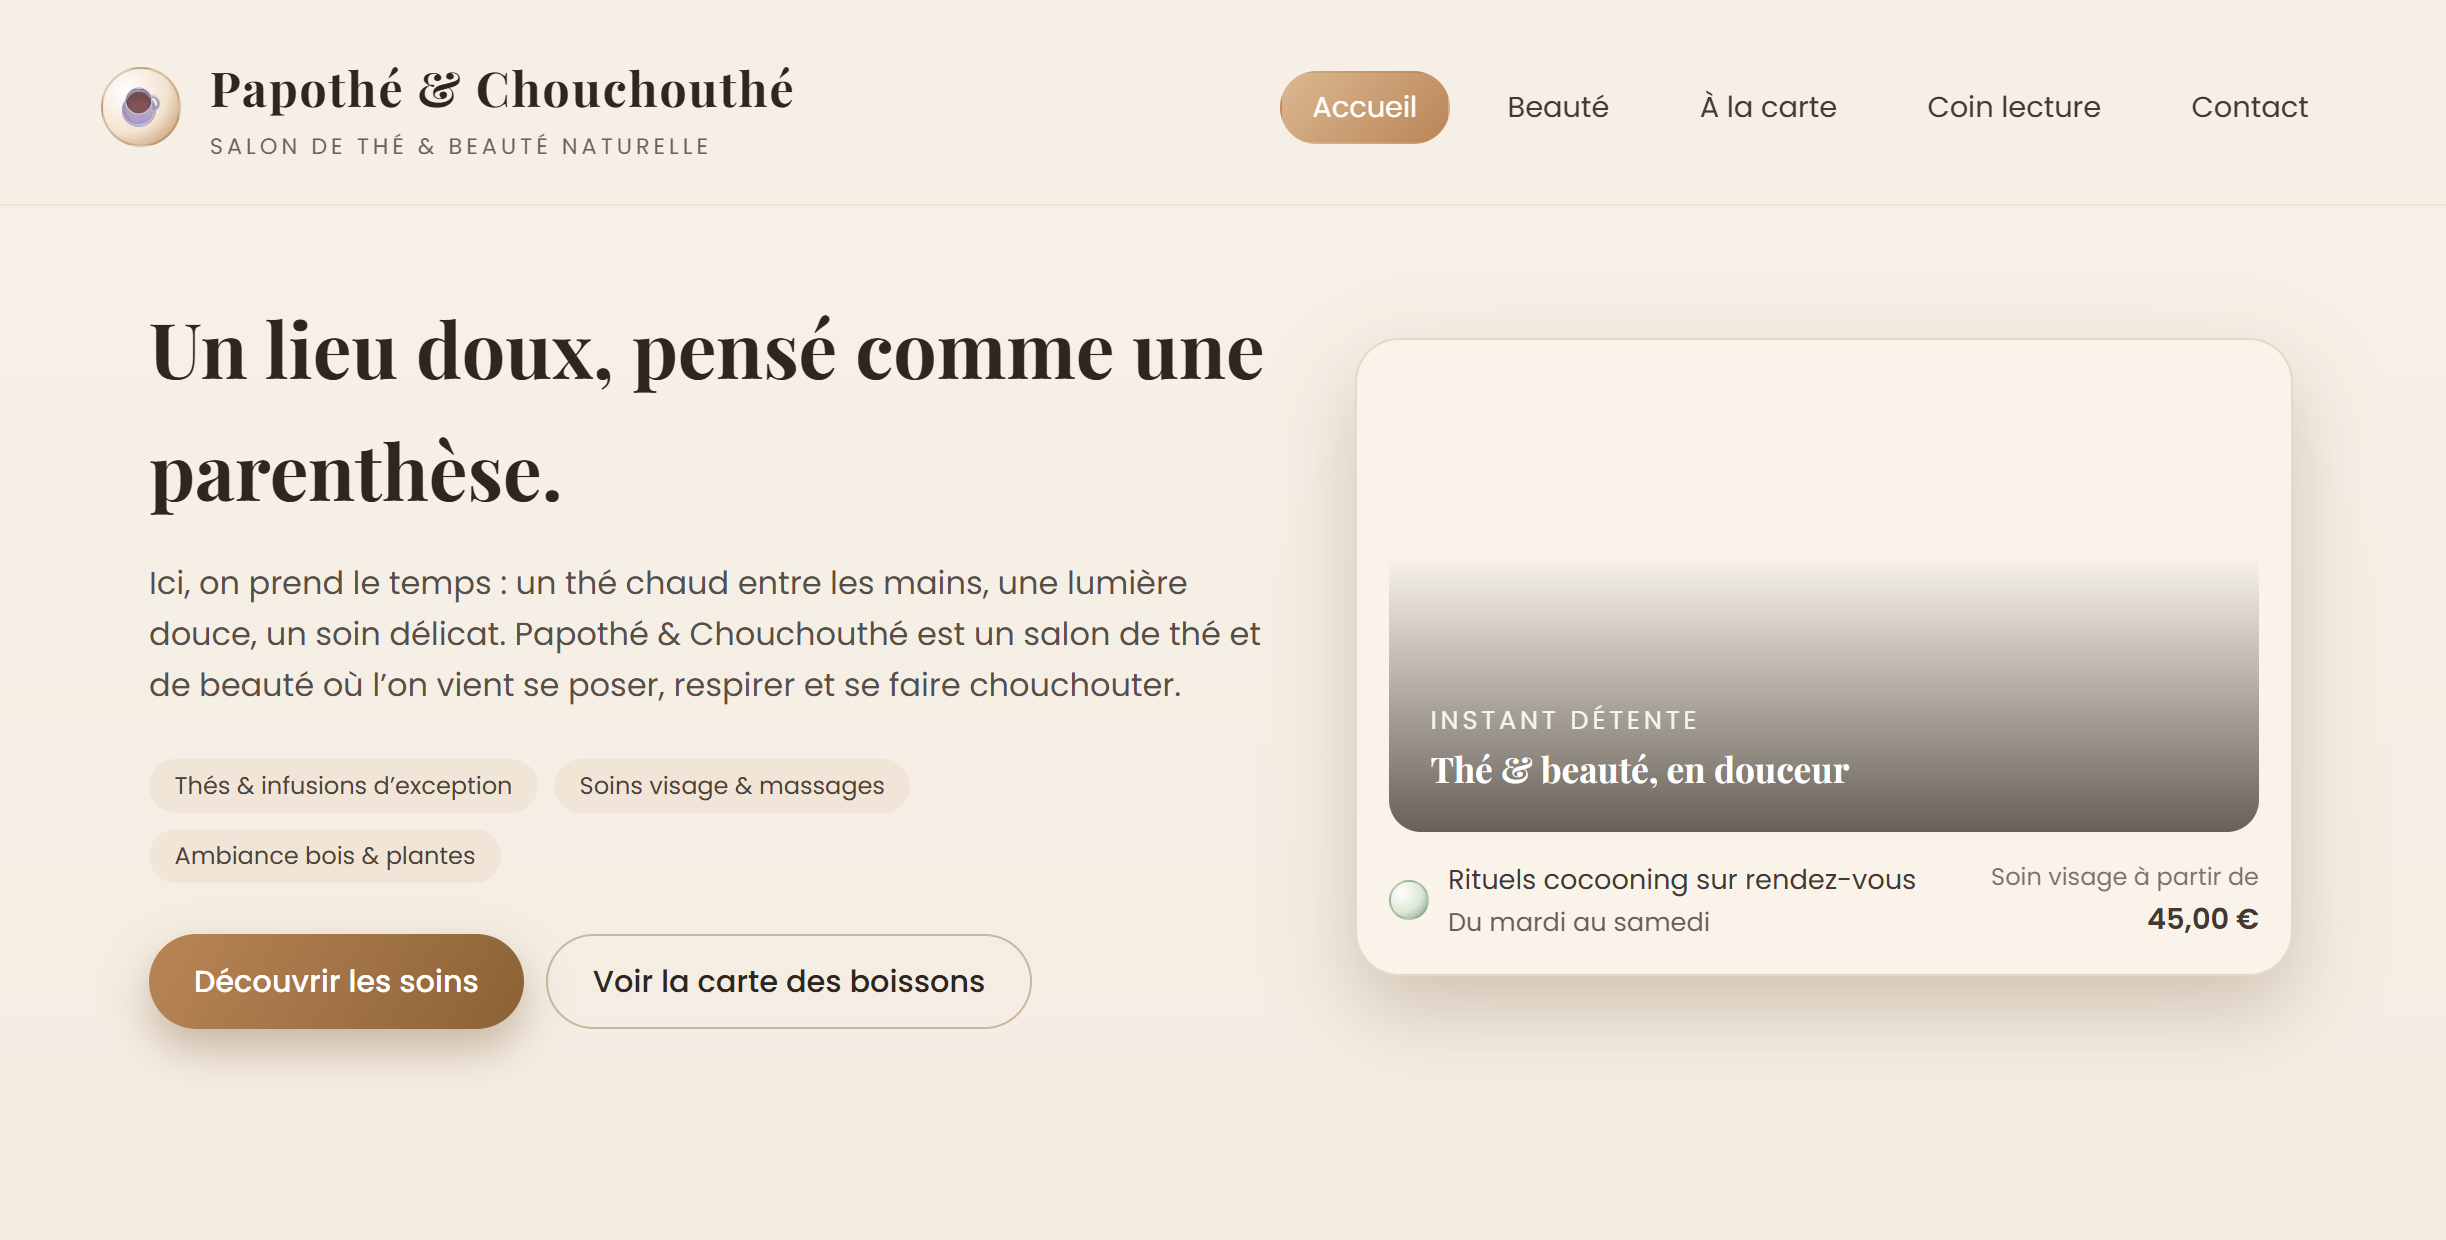 Papothé & Chouchouthé
SALON DE THÉ & BEAUTÉ NATURELLE
Accueil
Beauté
À la carte
Coin lecture
Contact
Un lieu doux, pensé comme une
parenthèse.
Ici, on prend le temps : un thé chaud entre les mains, une lumière
douce, un soin délicat. Papothé & Chouchouthé est un salon de thé et
de beauté où l’on vient se poser, respirer et se faire chouchouter.
Thés & infusions d’exception
Soins visage & massages
Ambiance bois & plantes
Découvrir les soins
Voir la carte des boissons
INSTANT DÉTENTE
Thé & beauté, en douceur
Rituels cocooning sur rendez-vous
Du mardi au samedi
Soin visage à partir de
45,00 €